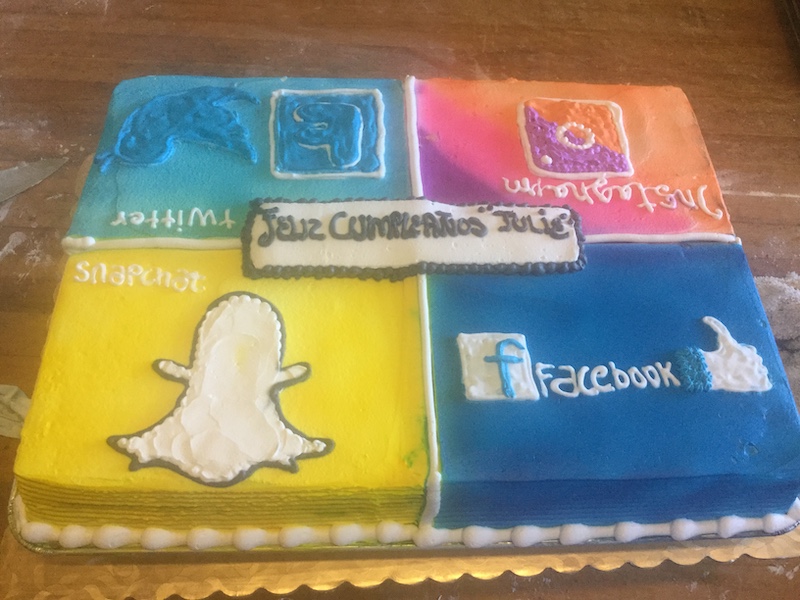 twitter
Instagram
FELIZ CUMPLEAÑOS "JULIE"
snapchat
f Facebook